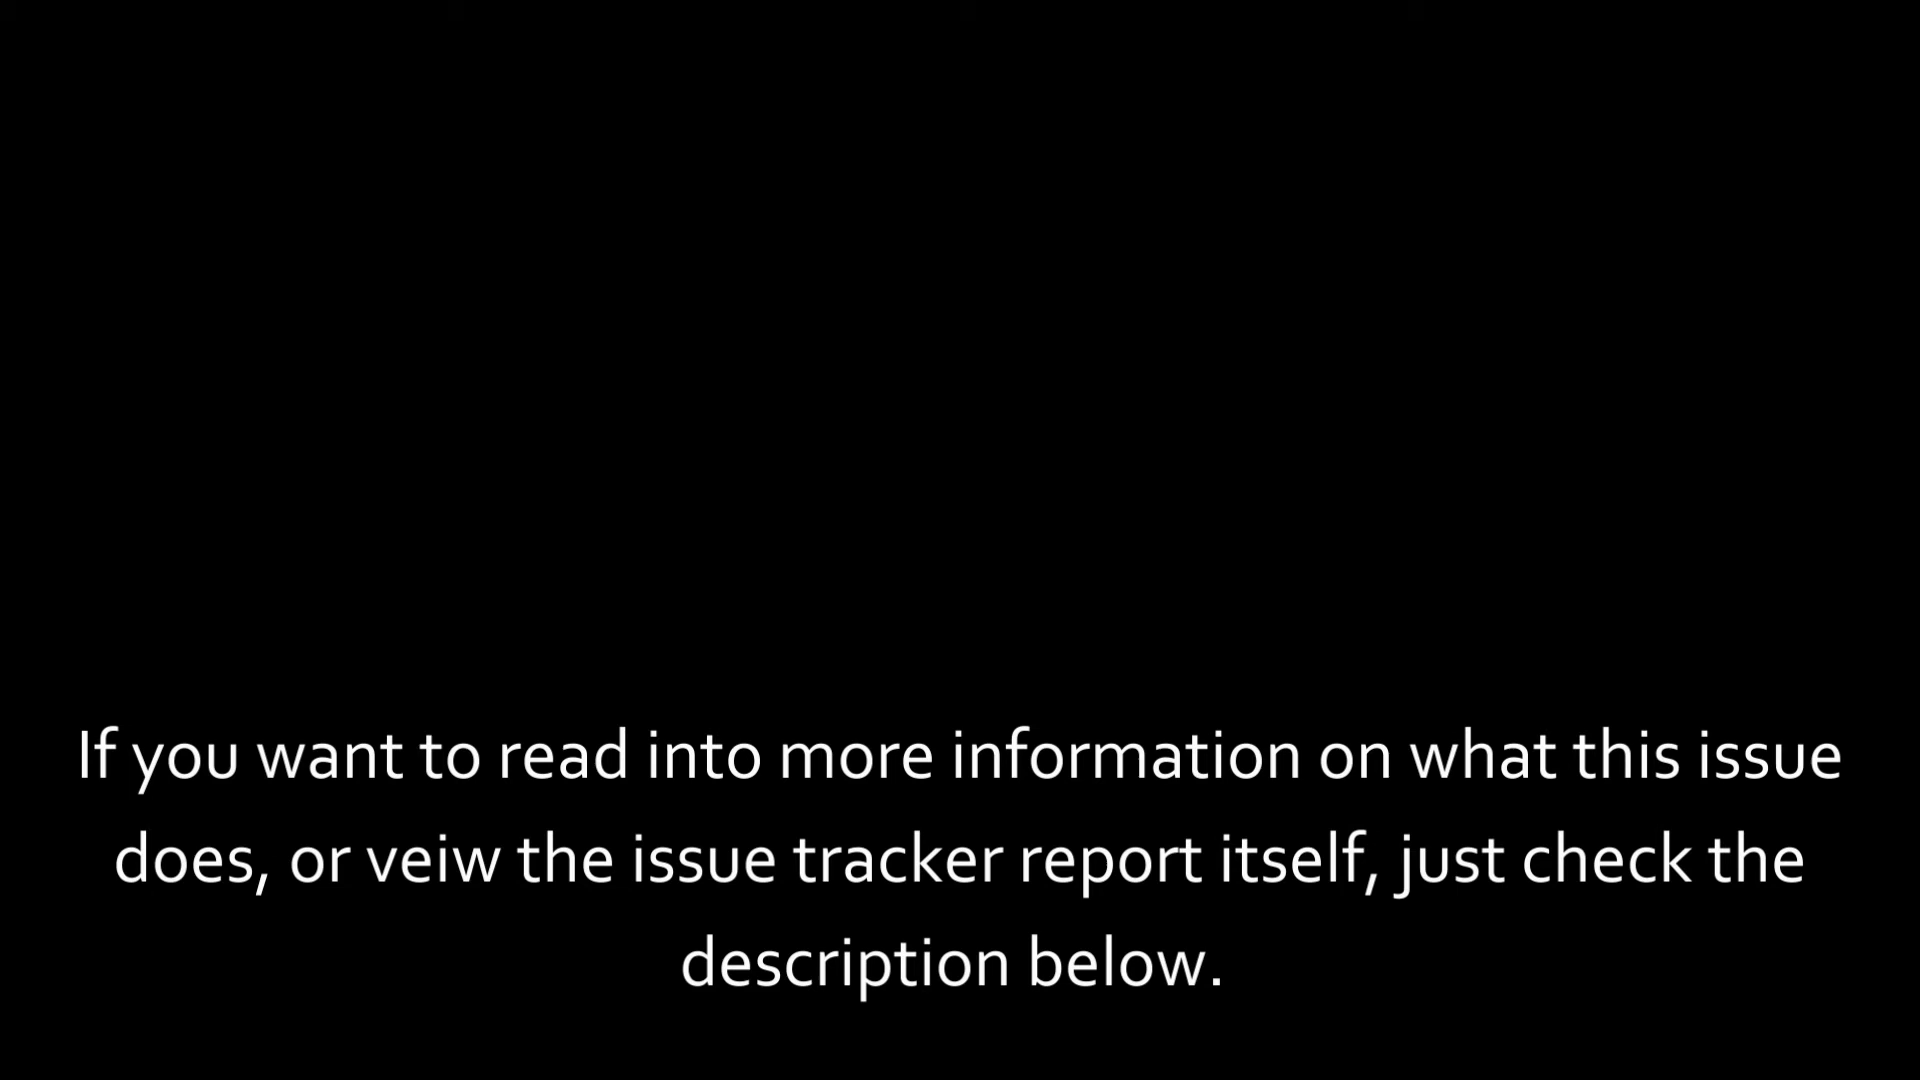 If you want to read into more information on what this issue
does, or veiw the issue tracker report itself, just check the
description below.